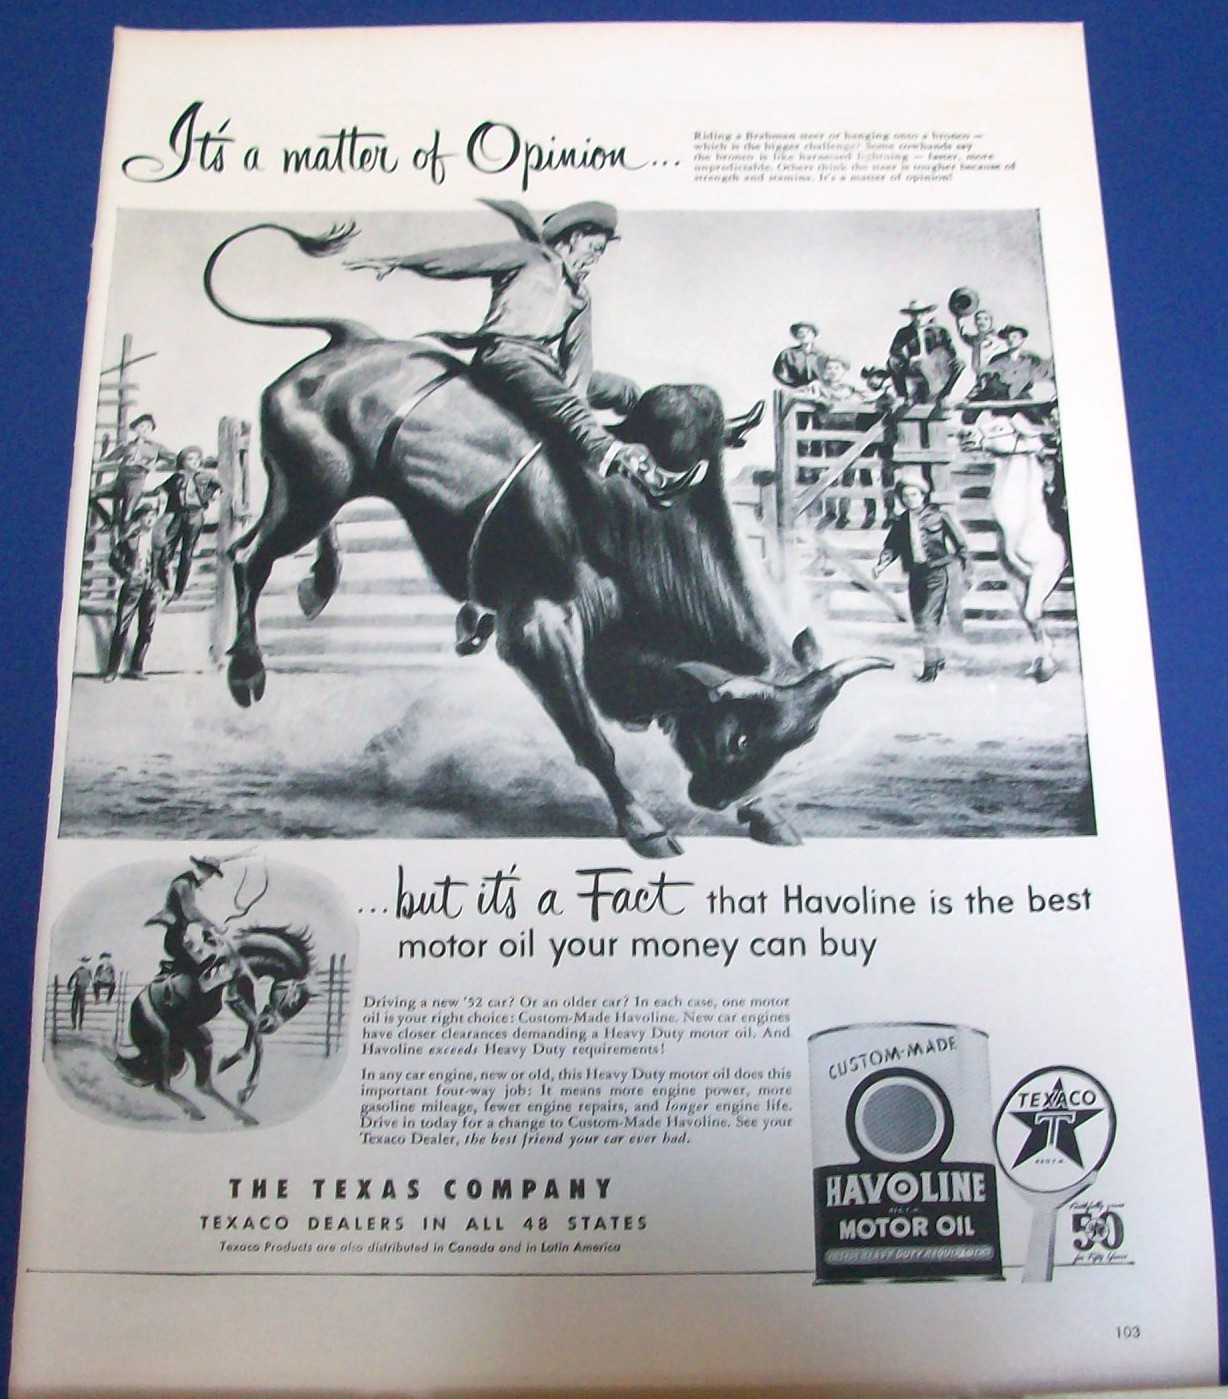 It's a matter of Opinion...
Riding a Brahman steer or hanging onto a bronco —
which is the bigger challenge? Some cowhands say
the bronco is like harnessed lightning — faster, more
unpredictable. Others think the steer is tougher because of
strength and stamina. It's a matter of opinion!
...but it's a Fact that Havoline is the best
motor oil your money can buy
Driving a new '52 car? Or an older car? In each case, one motor
oil is your right choice: Custom-Made Havoline. New car engines
have closer clearances demanding a Heavy Duty motor oil. And
Havoline exceeds Heavy Duty requirements!
In any car engine, new or old, this Heavy Duty motor oil does this
important four-way job: It means more engine power, more
gasoline mileage, fewer engine repairs, and longer engine life.
Drive in today for a change to Custom-Made Havoline. See your
Texaco Dealer, the best friend your car ever had.
THE TEXAS COMPANY
TEXACO DEALERS IN ALL 48 STATES
Texaco Products are also distributed in Canada and in Latin America
CUSTOM-MADE
HAVOLINE
MOTOR OIL
TEXACO
T
50
for Fifty Years
103